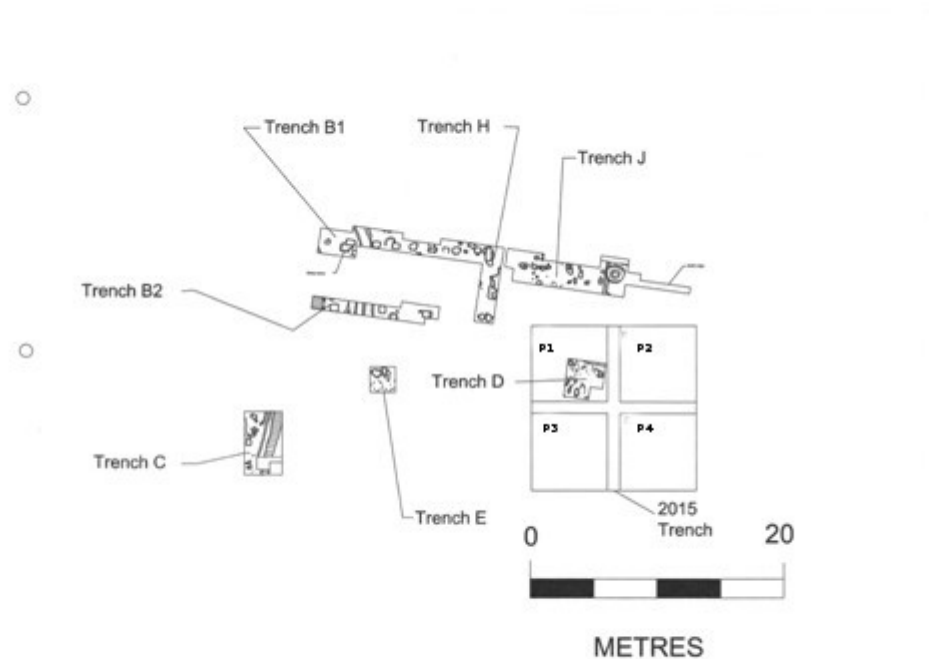 Trench B1
Trench H
Trench J
Trench B2
P1
P2
Trench D
P3
P4
Trench C
Trench E
2015
Trench
0
20
METRES